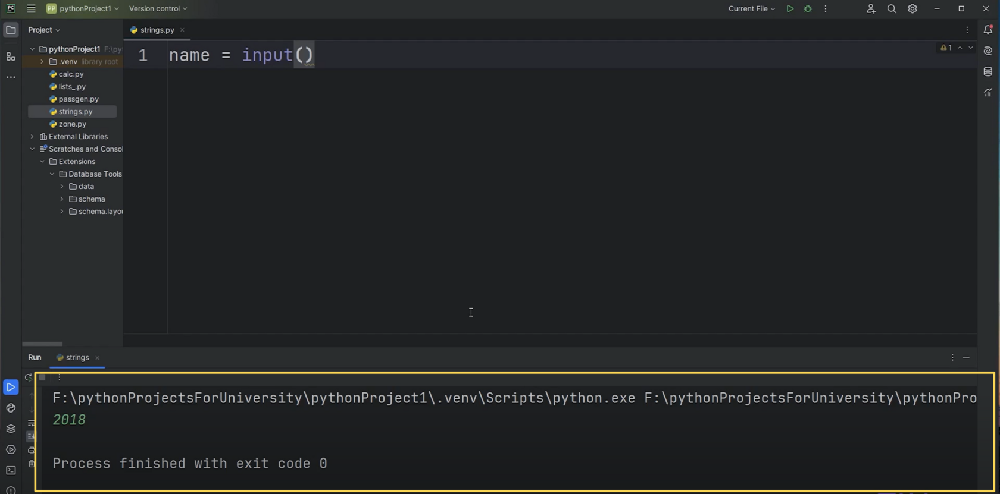 PC
PP pythonProject1 Version control Current File
Project
strings.py
pythonProject1 F:\py
.venv library root
calc.py
lists_.py
passgen.py
strings.py
zone.py
External Libraries
Scratches and Consol
Extensions
Database Tools
data
schema
schema.layou
1 name = input()
1
Run strings
F:\pythonProjectsForUniversity\pythonProject1\.venv\Scripts\python.exe F:\pythonProjectsForUniversity\pythonPro
2018
Process finished with exit code 0